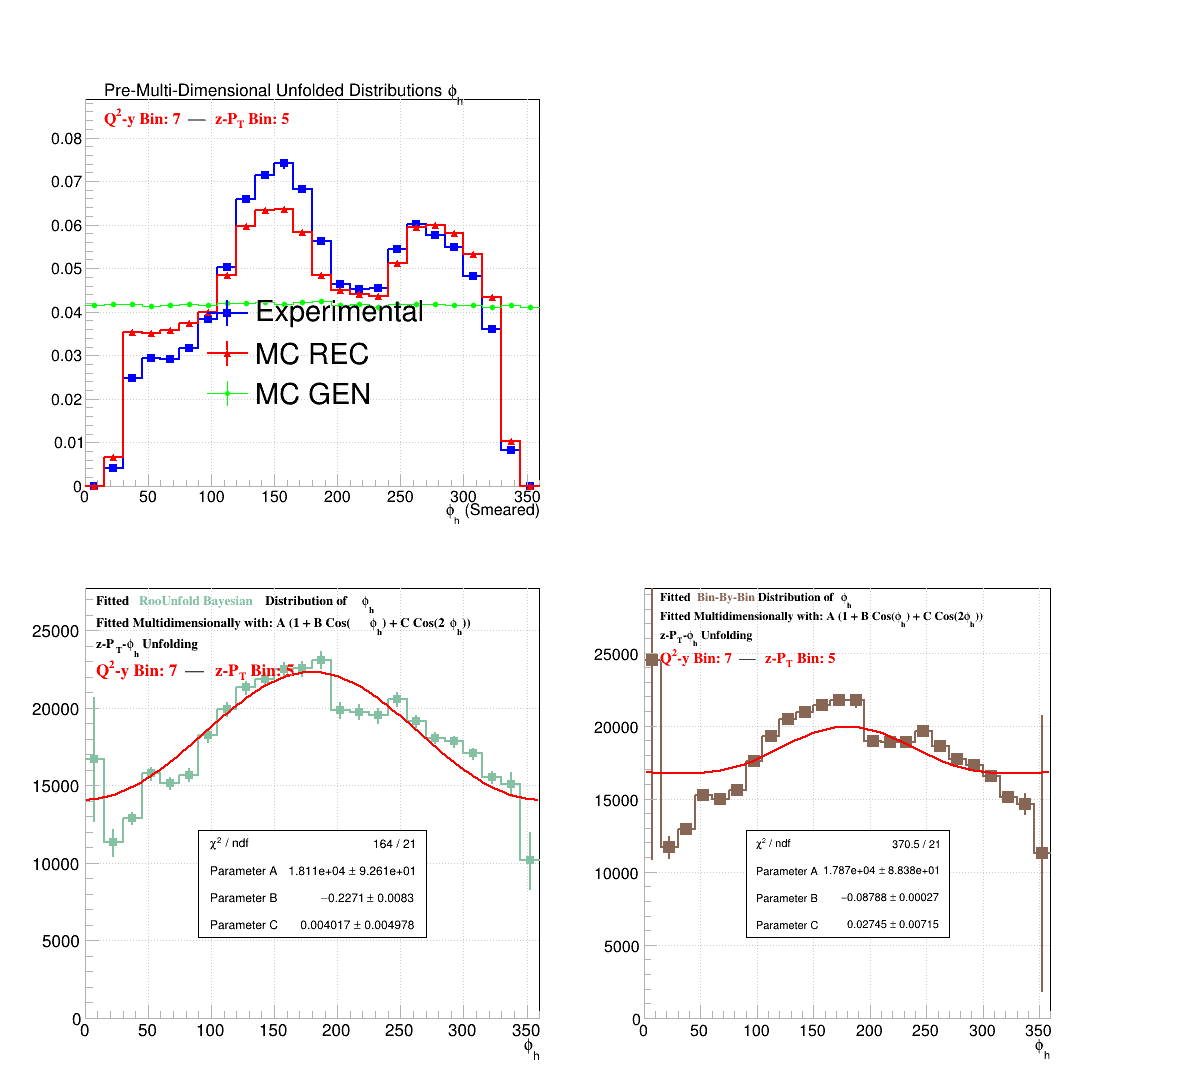 Pre-Multi-Dimensional Unfolded Distributions ϕh
Q²-y Bin: 7 — z-PT Bin: 5
0.08
0.07
0.06
0.05
0.04
0.03
0.02
0.01
0
Experimental
MC REC
MC GEN
0 50 100 150 200 250 300 350
ϕh (Smeared)
Fitted RooUnfold Bayesian Distribution of ϕh
Fitted Multidimensionally with: A (1 + B Cos( ϕh) + C Cos(2 ϕh))
z-PT-ϕh Unfolding
Q²-y Bin: 7 — z-PT Bin: 5
25000
20000
15000
10000
5000
0
χ² / ndf 164 / 21
Parameter A 1.811e+04 ± 9.261e+01
Parameter B −0.2271 ± 0.0083
Parameter C 0.004017 ± 0.004978
0 50 100 150 200 250 300 350
ϕh
Fitted Bin-By-Bin Distribution of ϕh
Fitted Multidimensionally with: A (1 + B Cos(ϕh) + C Cos(2ϕh))
z-PT-ϕh Unfolding
Q²-y Bin: 7 — z-PT Bin: 5
25000
20000
15000
10000
5000
0
χ² / ndf 370.5 / 21
Parameter A 1.787e+04 ± 8.838e+01
Parameter B −0.08788 ± 0.00027
Parameter C 0.02745 ± 0.00715
0 50 100 150 200 250 300 350
ϕh